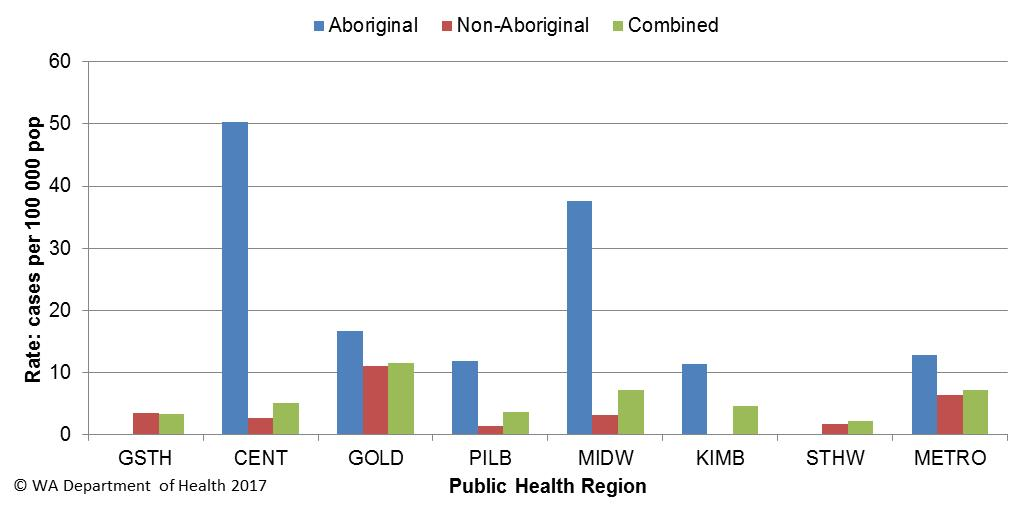 Aboriginal Non-Aboriginal Combined
60
50
40
30
20
10
0
Rate: cases per 100 000 pop
GSTH CENT GOLD PILB MIDW KIMB STHW METRO
Public Health Region
© WA Department of Health 2017